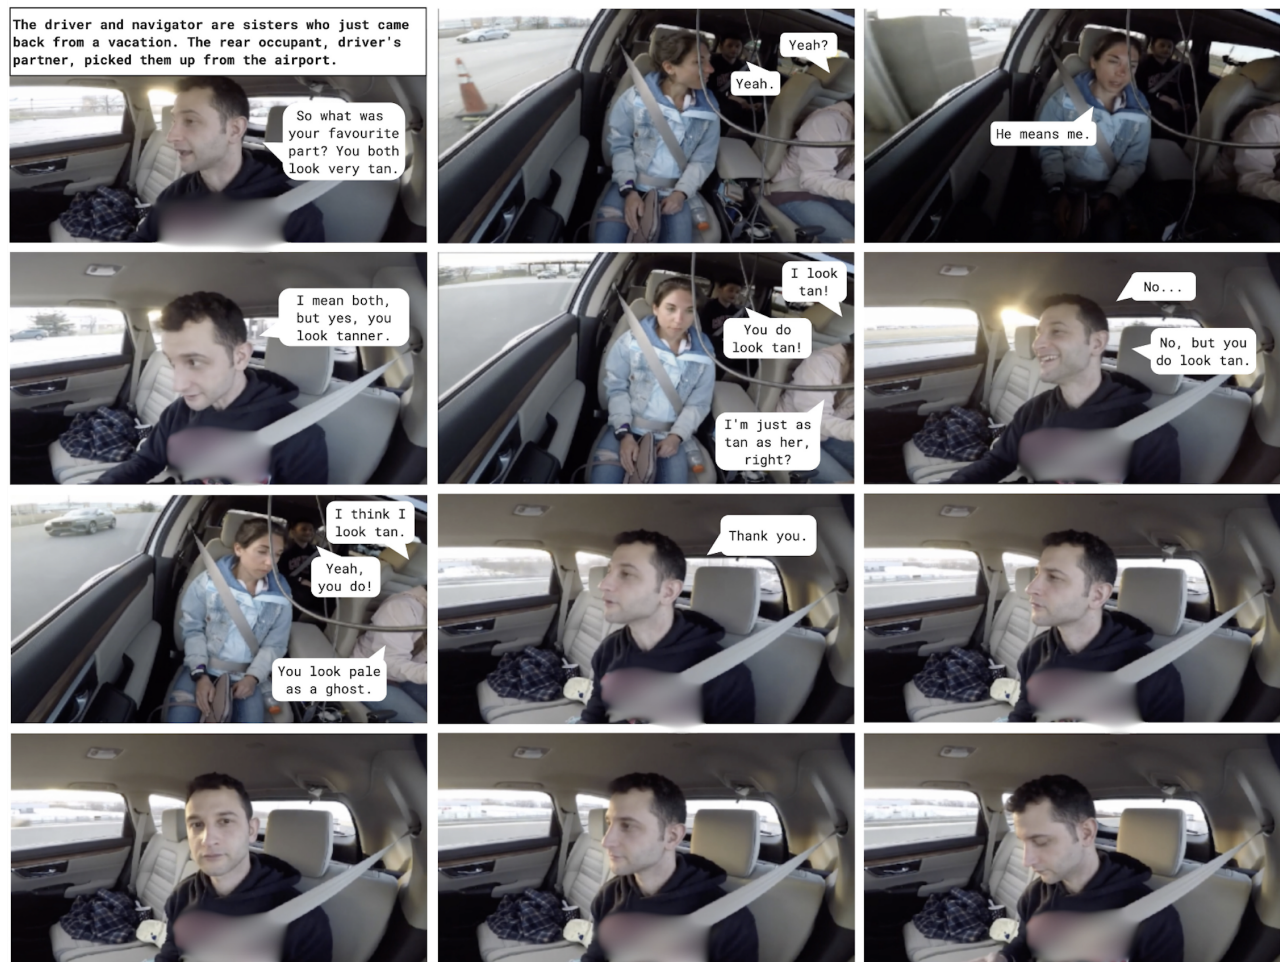 The driver and navigator are sisters who just came
back from a vacation. The rear occupant, driver's
partner, picked them up from the airport.
So what was
your favourite
part? You both
look very tan.
Yeah?
Yeah.
He means me.
I mean both,
but yes, you
look tanner.
I look
tan!
You do
look tan!
I'm just as
tan as her,
right?
No...
No, but you
do look tan.
I think I
look tan.
Yeah,
you do!
You look pale
as a ghost.
Thank you.